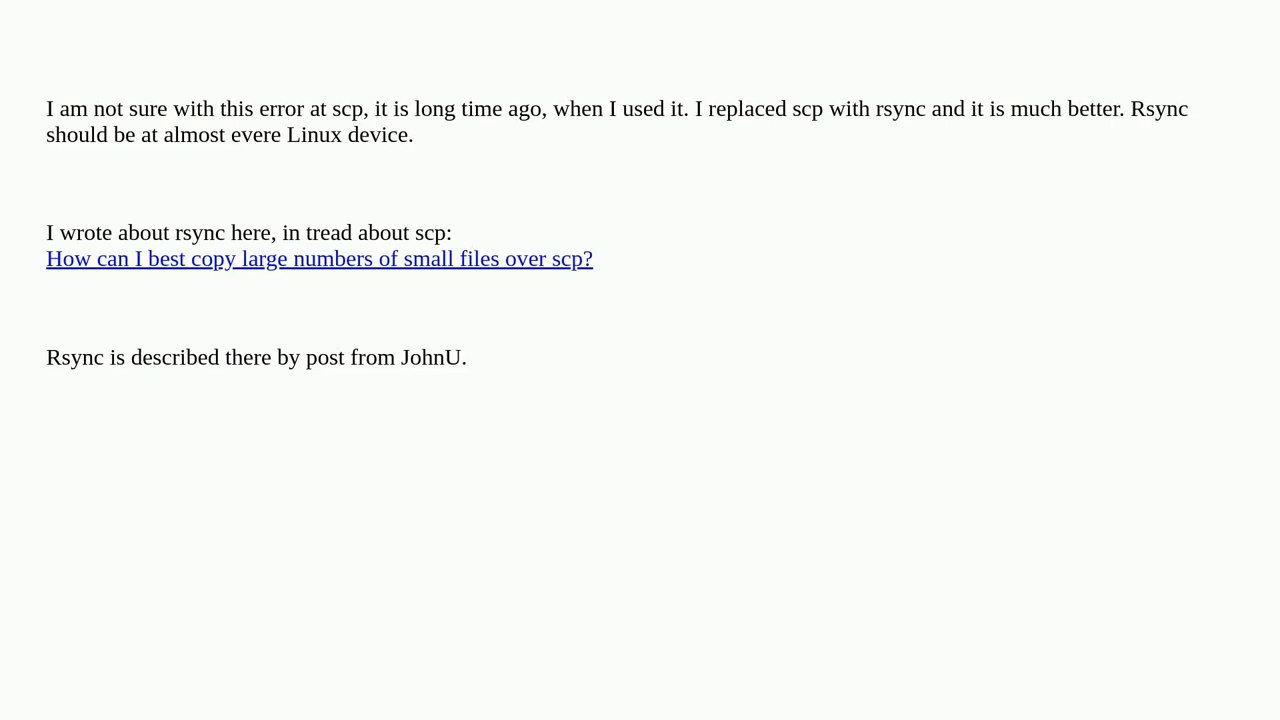 I am not sure with this error at scp, it is long time ago, when I used it. I replaced scp with rsync and it is much better. Rsync
should be at almost evere Linux device.
I wrote about rsync here, in tread about scp:
How can I best copy large numbers of small files over scp?
Rsync is described there by post from JohnU.